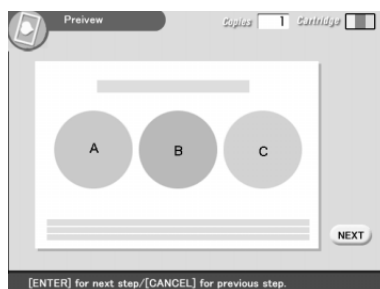 Preivew
Copies 1 Cartridge
A B C
NEXT
[ENTER] for next step/[CANCEL] for previous step.